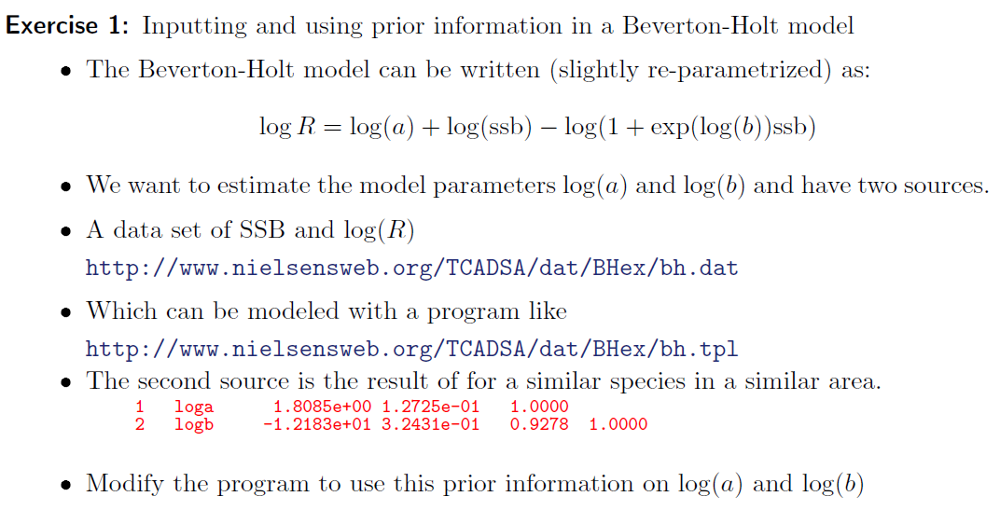 Exercise 1: Inputting and using prior information in a Beverton-Holt model
• The Beverton-Holt model can be written (slightly re-parametrized) as:
log R = log(a) + log(ssb) − log(1 + exp(log(b))ssb)
• We want to estimate the model parameters log(a) and log(b) and have two sources.
• A data set of SSB and log(R)
http://www.nielsensweb.org/TCADSA/dat/BHex/bh.dat
• Which can be modeled with a program like
http://www.nielsensweb.org/TCADSA/dat/BHex/bh.tpl
• The second source is the result of for a similar species in a similar area.
1 loga 1.8085e+00 1.2725e-01 1.0000
2 logb -1.2183e+01 3.2431e-01 0.9278 1.0000
• Modify the program to use this prior information on log(a) and log(b)